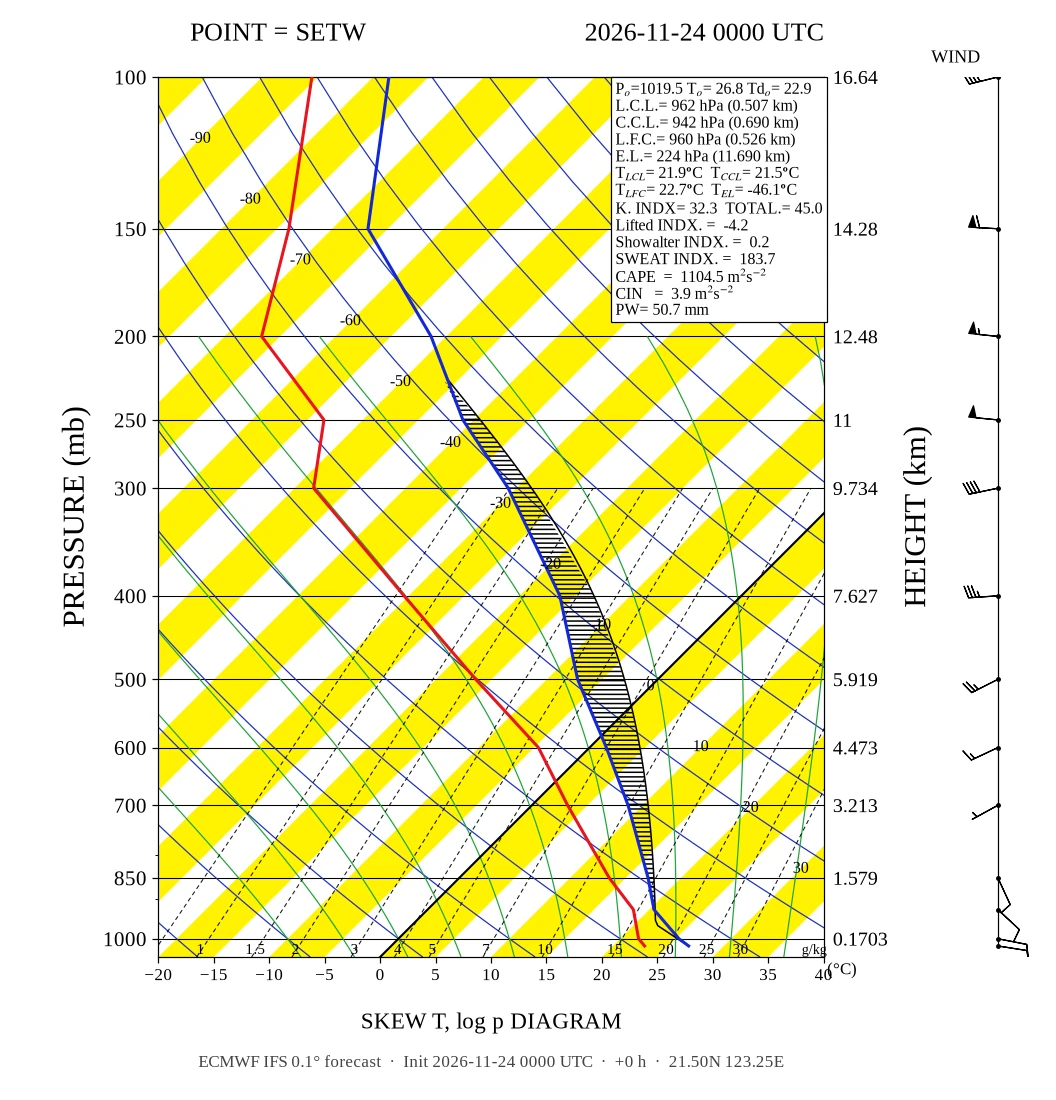 POINT = SETW
2026-11-24 0000 UTC
WIND
Pₒ=1019.5 Tₒ= 26.8 Tdₒ= 22.9
L.C.L.= 962 hPa (0.507 km)
C.C.L.= 942 hPa (0.690 km)
L.F.C.= 960 hPa (0.526 km)
E.L.= 224 hPa (11.690 km)
T_LCL= 21.9°C T_CCL= 21.5°C
T_LFC= 22.7°C T_EL= -46.1°C
K. INDX= 32.3 TOTAL.= 45.0
Lifted INDX. = -4.2
Showalter INDX. = 0.2
SWEAT INDX. = 183.7
CAPE = 1104.5 m²s⁻²
CIN = 3.9 m²s⁻²
PW= 50.7 mm
PRESSURE (mb)
100
150
200
250
300
400
500
600
700
850
1000
HEIGHT (km)
16.64
14.28
12.48
11
9.734
7.627
5.919
4.473
3.213
1.579
0.1703
-90
-80
-70
-60
-50
-40
-30
-20
-10
0
10
20
30
1 1.5 2 3 4 5 7 10 15 20 25 30 g/kg
−20 −15 −10 −5 0 5 10 15 20 25 30 35 40 (°C)
SKEW T, log p DIAGRAM
ECMWF IFS 0.1° forecast · Init 2026-11-24 0000 UTC · +0 h · 21.50N 123.25E